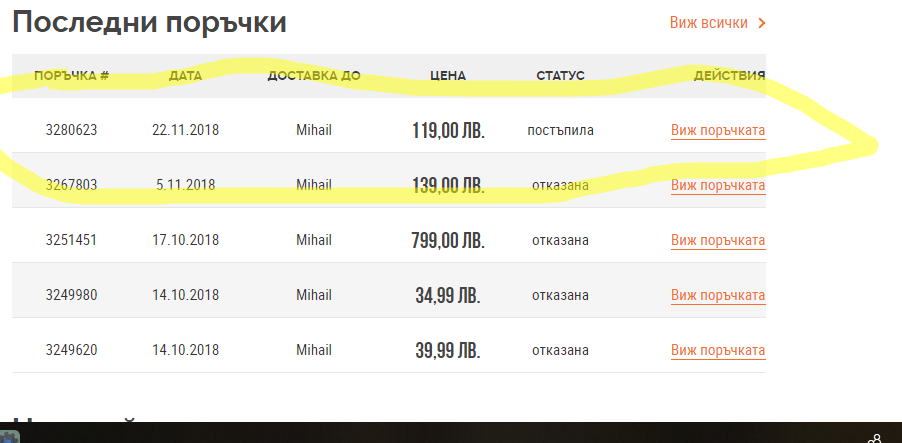 Последни поръчки Виж всички
ПОРЪЧКА # ДАТА ДОСТАВКА ДО ЦЕНА СТАТУС ДЕЙСТВИЯ
3280623 22.11.2018 Mihail 119,00 ЛВ. постъпила Виж поръчката
3267803 5.11.2018 Mihail 139,00 ЛВ. отказана Виж поръчката
3251451 17.10.2018 Mihail 799,00 ЛВ. отказана Виж поръчката
3249980 14.10.2018 Mihail 34,99 ЛВ. отказана Виж поръчката
3249620 14.10.2018 Mihail 39,99 ЛВ. отказана Виж поръчката